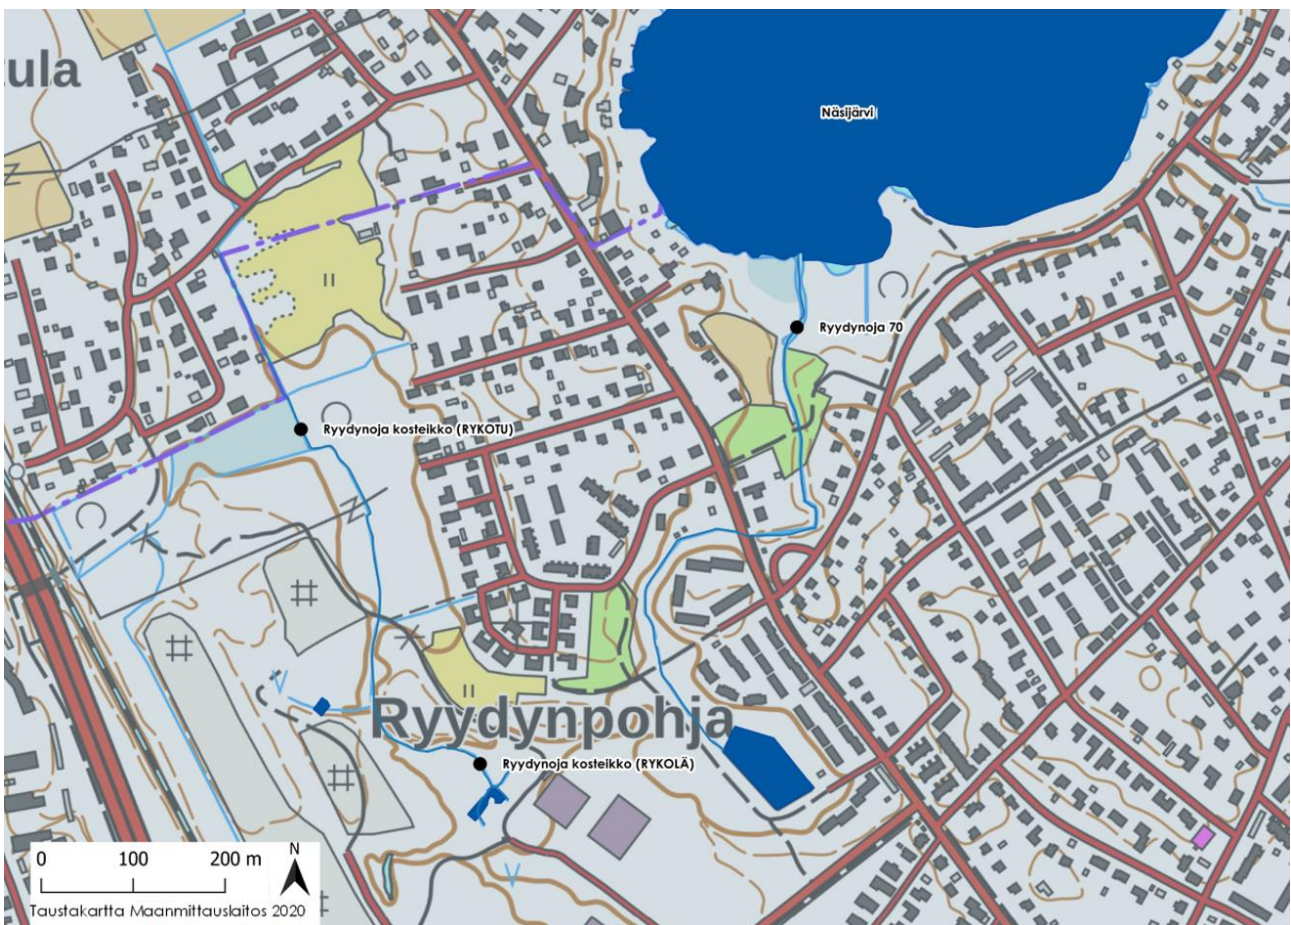 :ula
Näsijärvi
Ryydynoja 70
Ryydynoja kosteikko (RYKOTU)
Ryydynpohja
Ryydynoja kosteikko (RYKOLÄ)
0 100 200 m
N
Taustakartta Maanmittauslaitos 2020